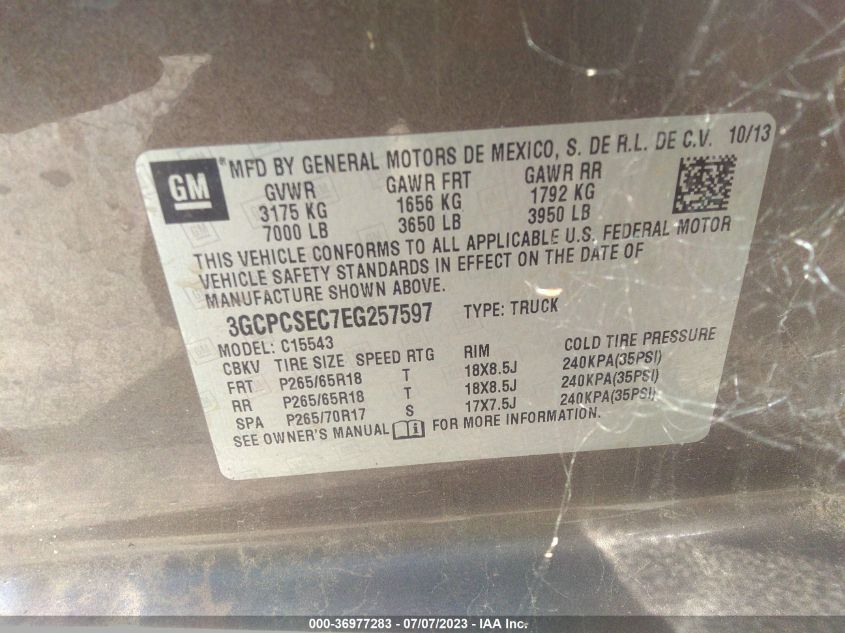 GM ® MFD BY GENERAL MOTORS DE MEXICO, S. DE R.L. DE C.V. 10/13
GVWR GAWR FRT GAWR RR
3175 KG 1656 KG 1792 KG
7000 LB 3650 LB 3950 LB
THIS VEHICLE CONFORMS TO ALL APPLICABLE U.S. FEDERAL MOTOR
VEHICLE SAFETY STANDARDS IN EFFECT ON THE DATE OF
MANUFACTURE SHOWN ABOVE.
3GCPCSEC7EG257597 TYPE: TRUCK
MODEL: C15543
CBKV TIRE SIZE SPEED RTG RIM COLD TIRE PRESSURE
FRT P265/65R18 T 18X8.5J 240KPA(35PSI)
RR P265/65R18 T 18X8.5J 240KPA(35PSI)
SPA P265/70R17 S 17X7.5J 240KPA(35PSI)
SEE OWNER'S MANUAL FOR MORE INFORMATION.
000-36977283 - 07/07/2023 - IAA Inc.